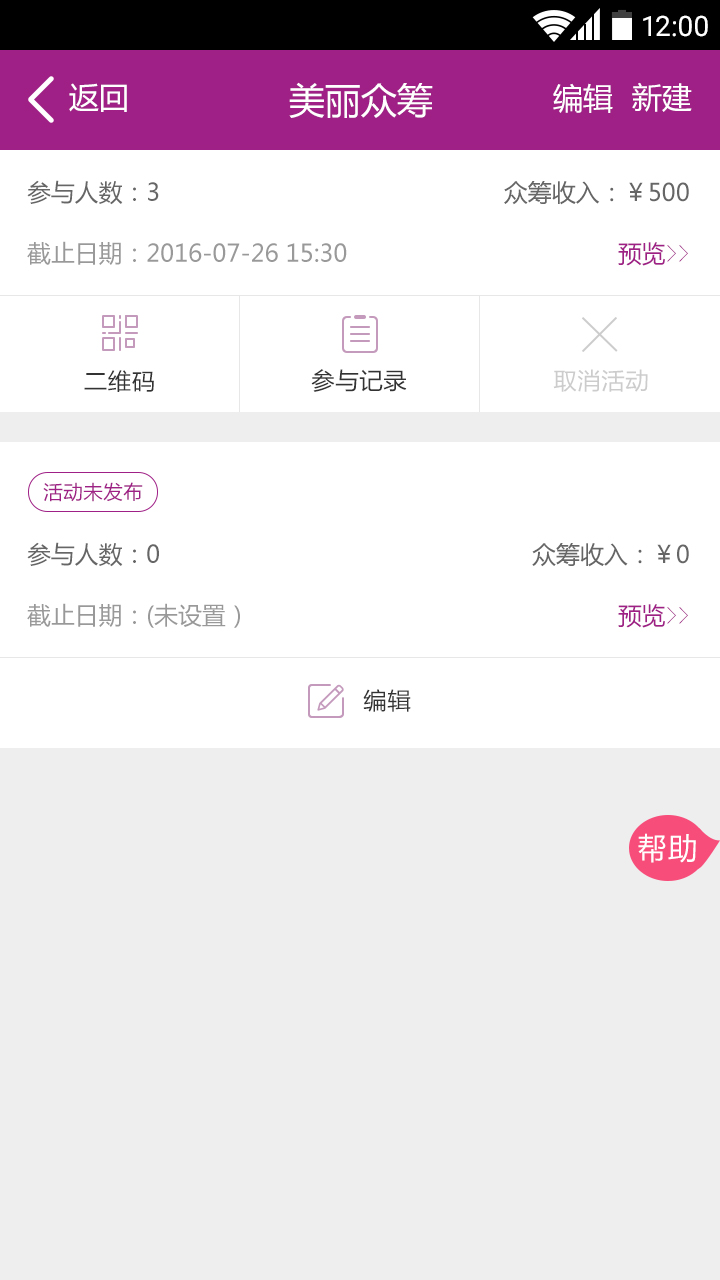 12:00
返回 美丽众筹 编辑 新建
参与人数：3 众筹收入：￥500
截止日期：2016-07-26 15:30 预览>>
二维码 参与记录 取消活动
活动未发布
参与人数：0 众筹收入：￥0
截止日期：(未设置） 预览>>
编辑
帮助